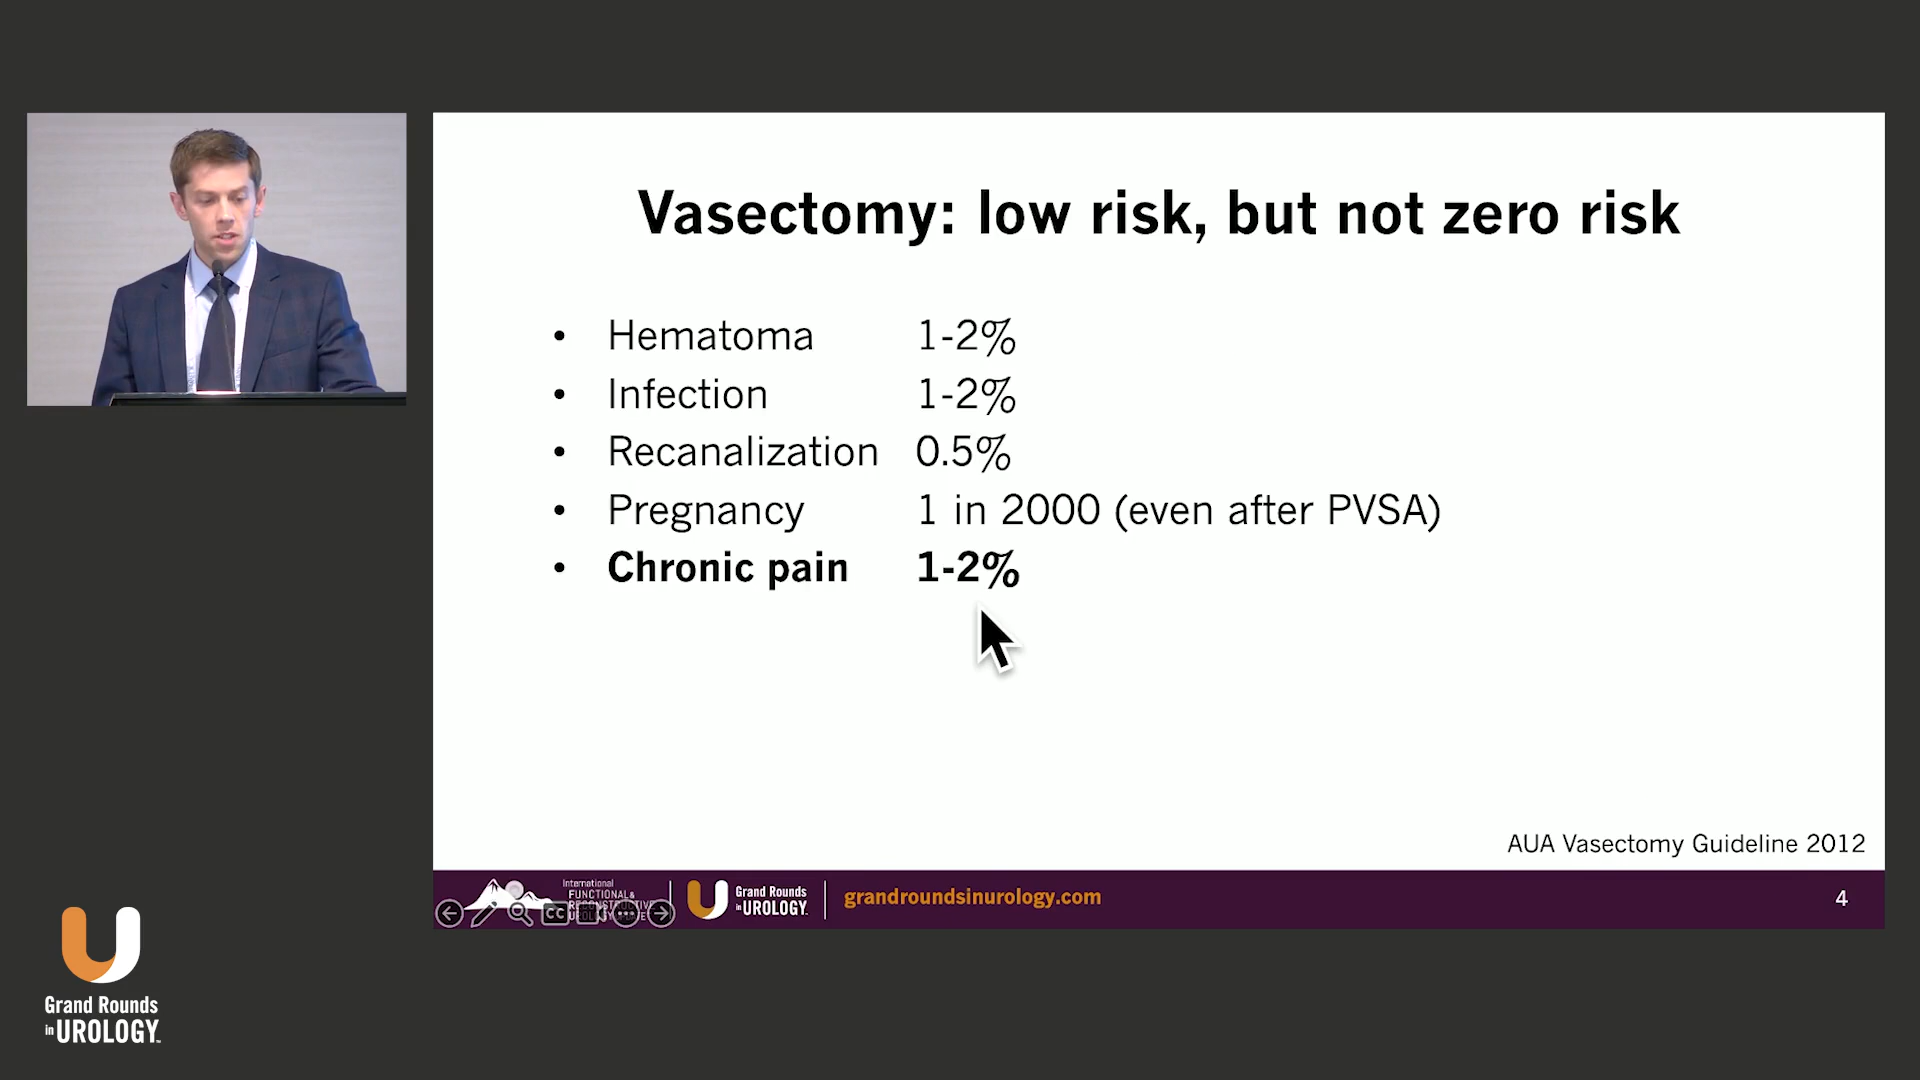 Vasectomy: low risk, but not zero risk
• Hematoma 1-2%
• Infection 1-2%
• Recanalization 0.5%
• Pregnancy 1 in 2000 (even after PVSA)
• Chronic pain 1-2%
AUA Vasectomy Guideline 2012
International
FUNCTIONAL &
RECONSTRUCTIVE
CC
Grand Rounds
in UROLOGY
grandroundsinurology.com
4
Grand Rounds
in UROLOGY